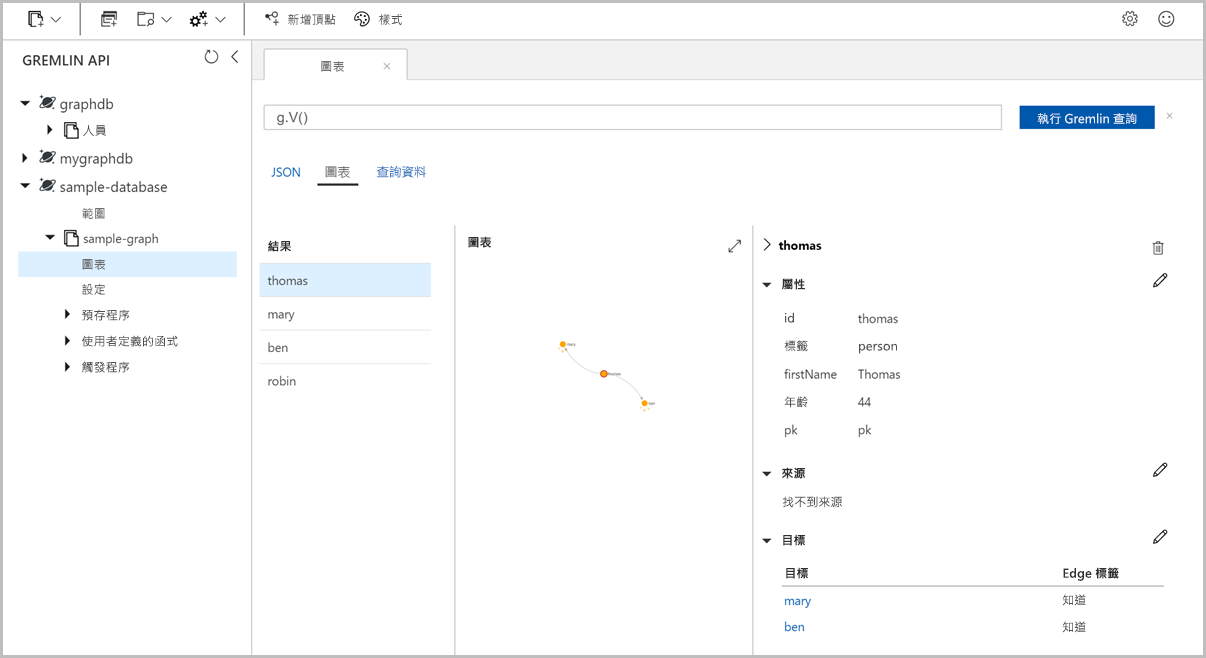 新增頂點 樣式
GREMLIN API
graphdb
人員
mygraphdb
sample-database
範圍
sample-graph
圖表
設定
預存程序
使用者定義的函式
觸發程序
圖表
g.V()
執行 Gremlin 查詢
JSON 圖表 查詢資料
結果
thomas
mary
ben
robin
圖表
mary
thomas
thomas
屬性
id thomas
標籤 person
firstName Thomas
年齡 44
pk pk
來源
找不到來源
目標
目標 Edge 標籤
mary 知道
ben 知道